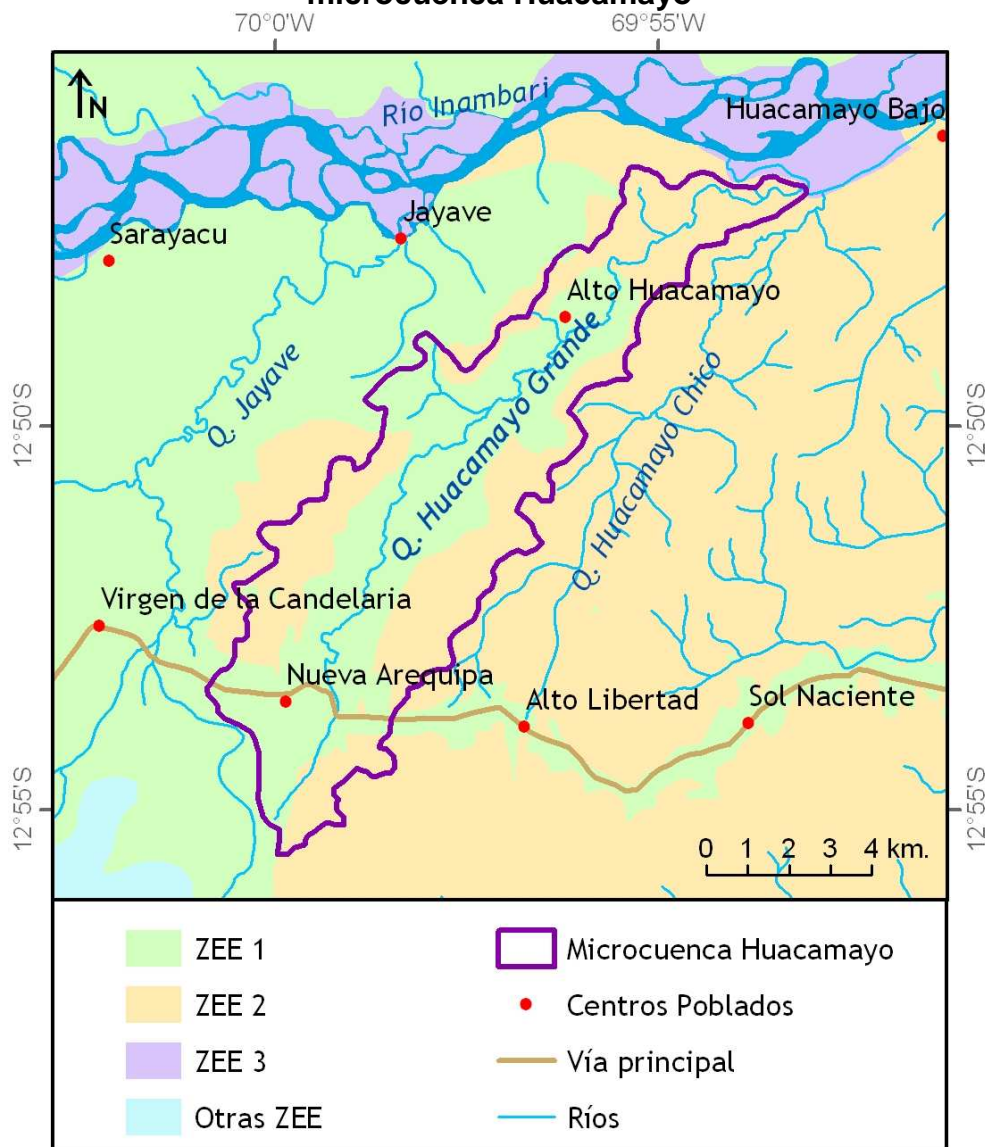 microcuenca Huacamayo
70°0'W
69°55'W
N
Río Inambari
Huacamayo Bajo
Jayave
Sarayacu
Alto Huacamayo
Q. Jayave
Q. Huacamayo Grande
Q. Huacamayo Chico
12°50'S
12°50'S
Virgen de la Candelaria
Nueva Arequipa
Alto Libertad
Sol Naciente
12°55'S
12°55'S
0 1 2 3 4 km.
ZEE 1
Microcuenca Huacamayo
ZEE 2
Centros Poblados
ZEE 3
Vía principal
Otras ZEE
Ríos